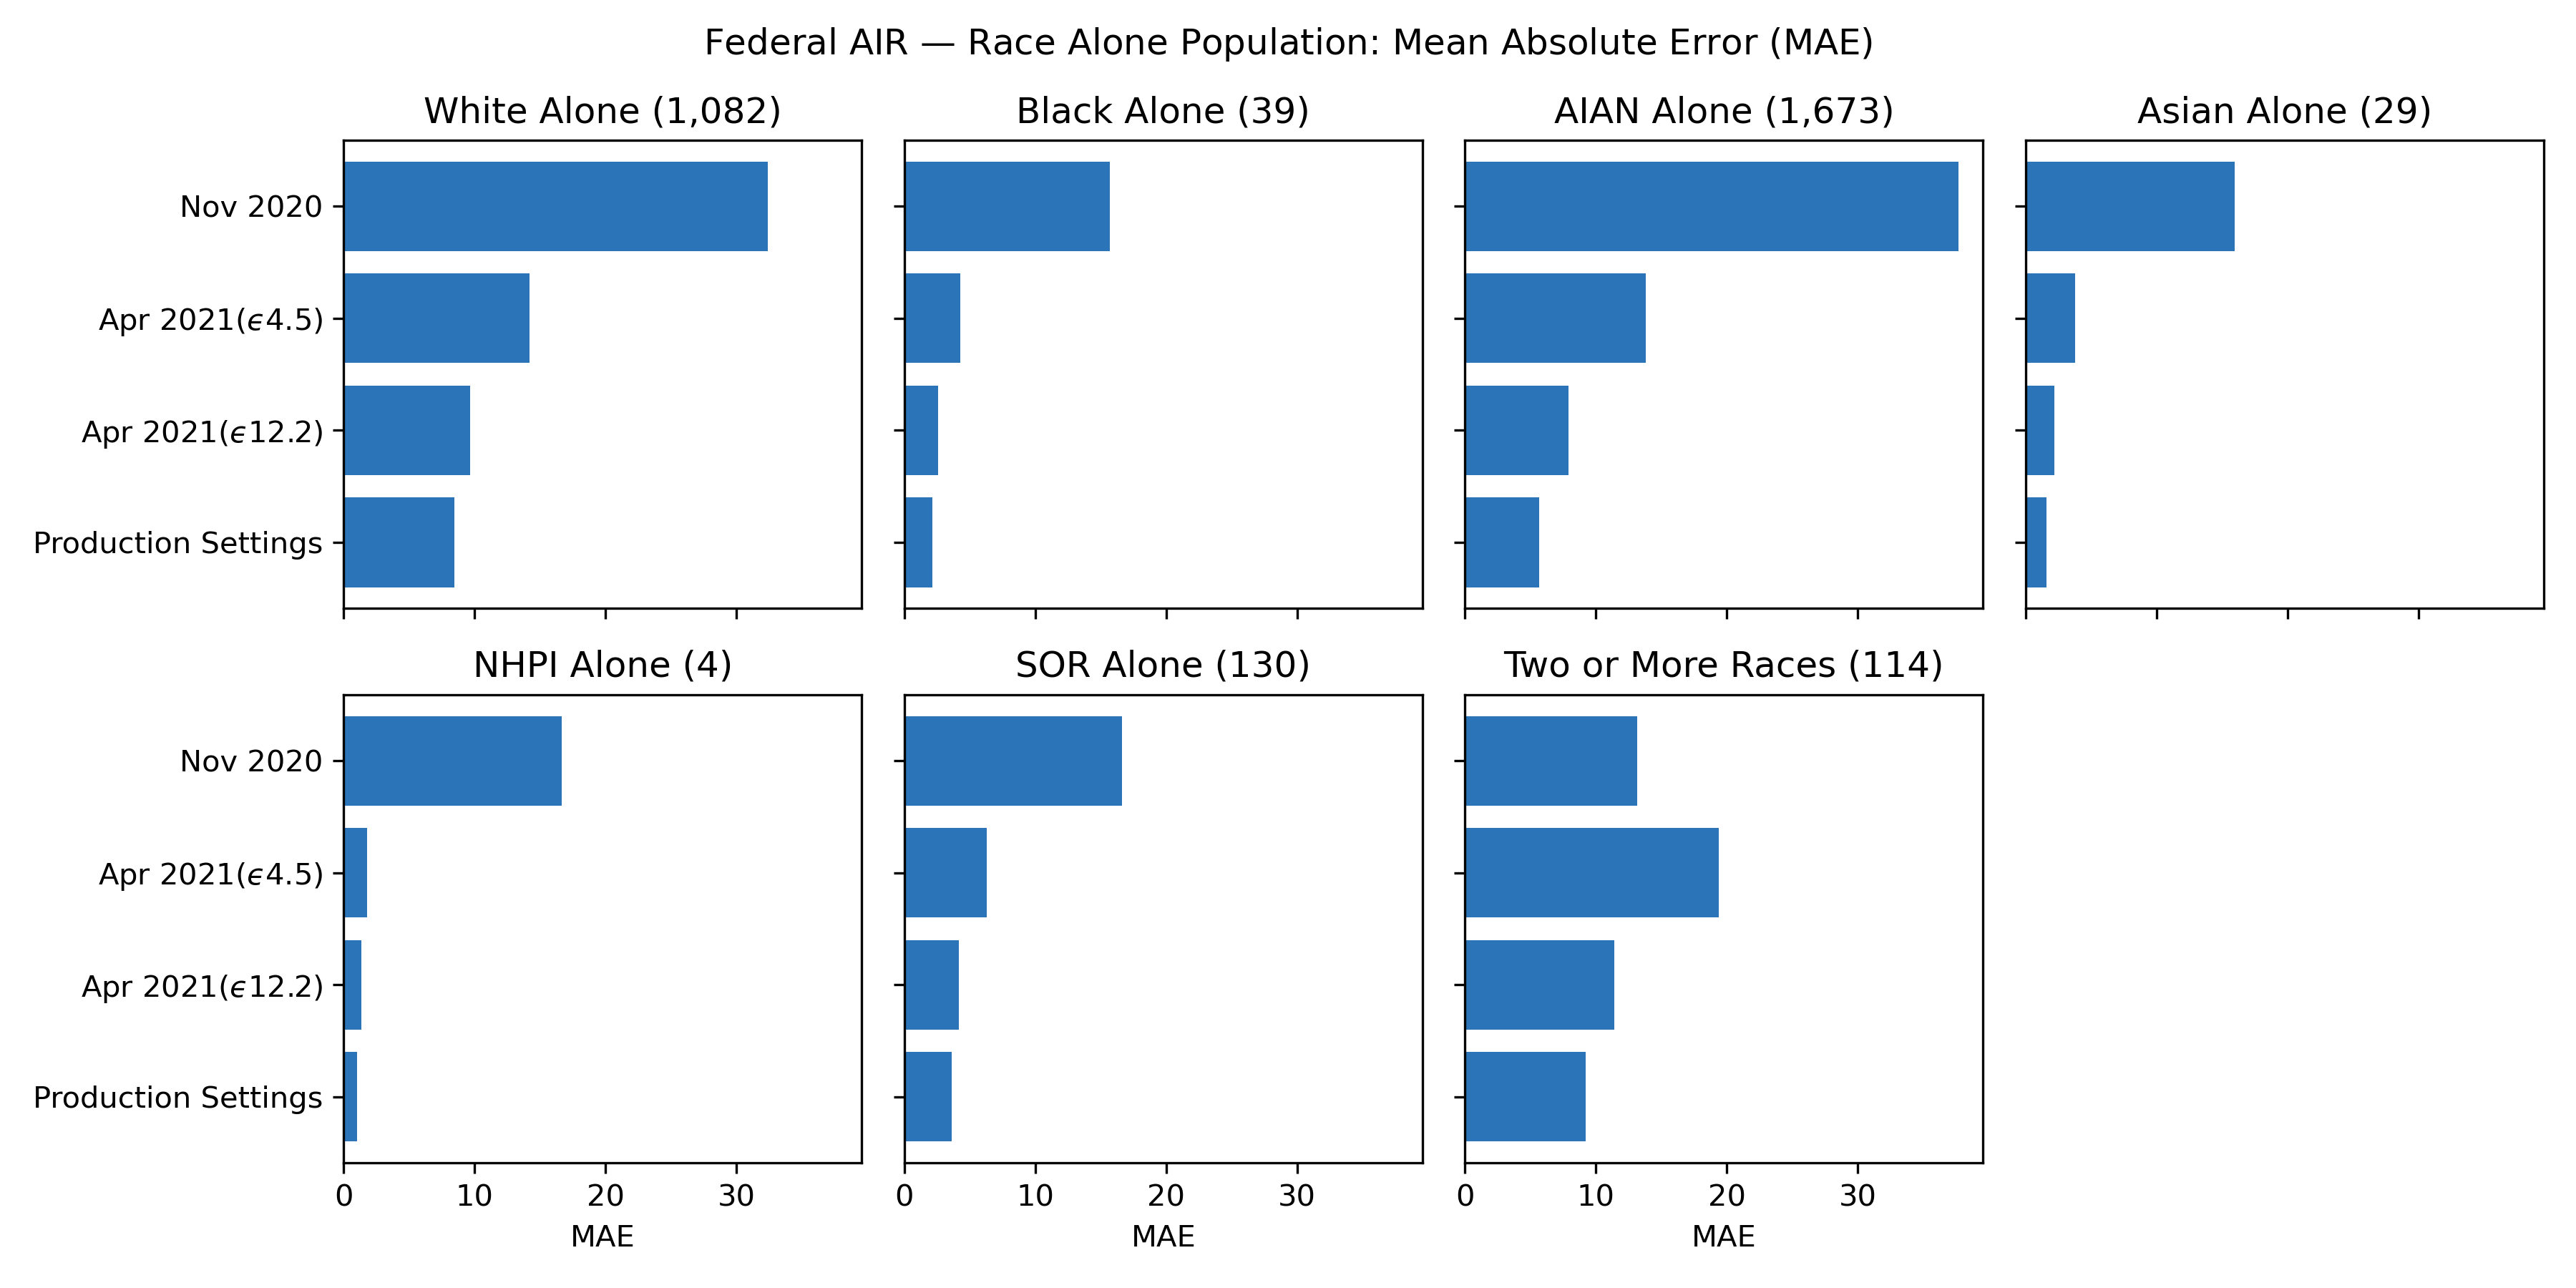 Federal AIR — Race Alone Population: Mean Absolute Error (MAE)
White Alone (1,082)
Black Alone (39)
AIAN Alone (1,673)
Asian Alone (29)
Nov 2020
Apr 2021(ϵ4.5)
Apr 2021(ϵ12.2)
Production Settings
NHPI Alone (4)
SOR Alone (130)
Two or More Races (114)
Nov 2020
Apr 2021(ϵ4.5)
Apr 2021(ϵ12.2)
Production Settings
0 10 20 30
MAE
0 10 20 30
MAE
0 10 20 30
MAE